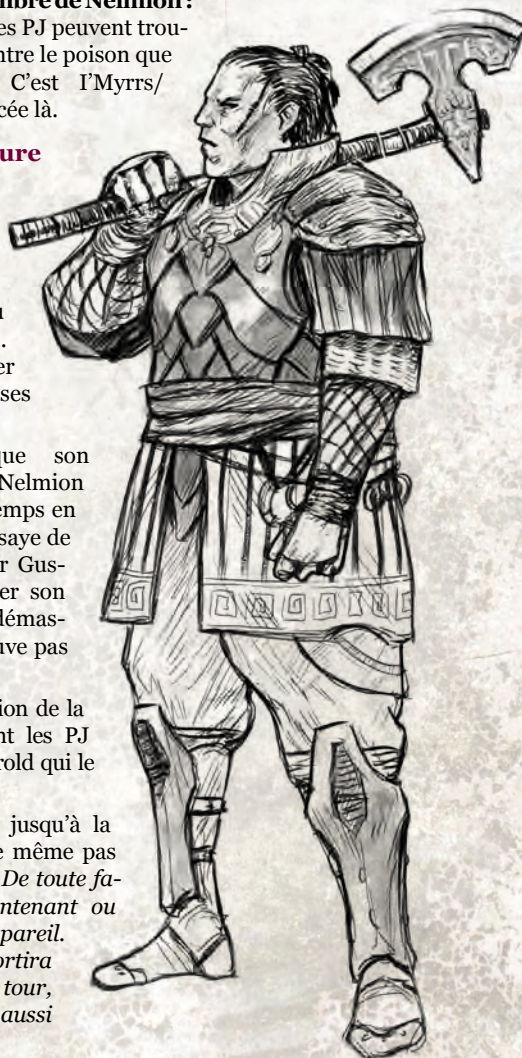 mbre de Nelmion :
es PJ peuvent trou-
ntre le poison que
C'est I'Myrrs/
cée là.
ure
u
.
er
ses
que son
Nelmion
emps en
saye de
r Gus-
er son
démas-
uve pas
ion de la
nt les PJ
rold qui le
jusqu'à la
e même pas
De toute fa-
ntenant ou
pareil.
ortira
tour,
aussi